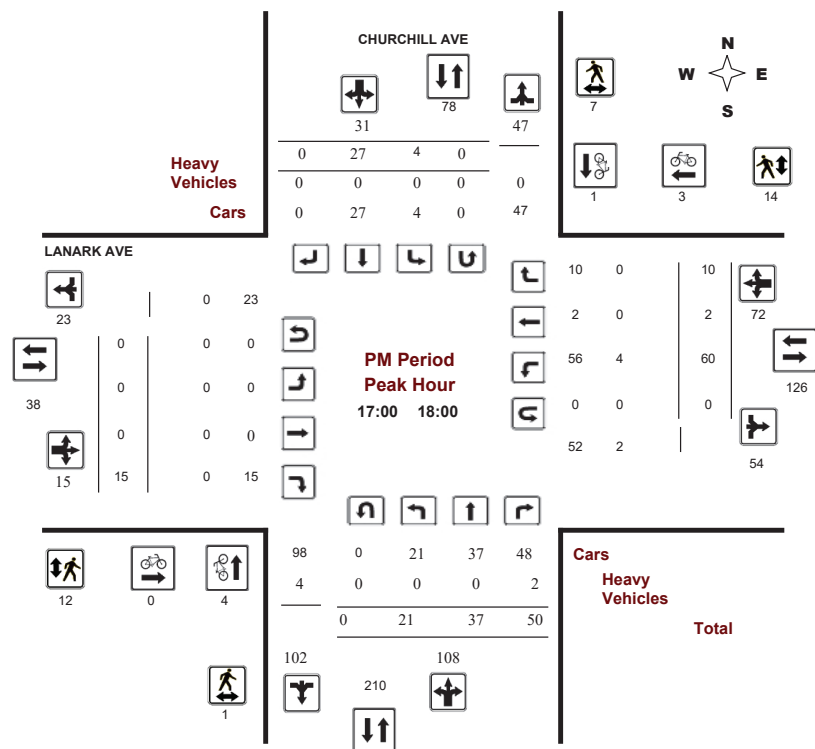 CHURCHILL AVE
N
W E
S
78
7
31 47
Heavy
Vehicles
0 27 4 0
0 0 0 0 0
Cars
0 27 4 0 47
1 3 14
LANARK AVE
10 0 10
23
0 23
2 0 2
72
0 0 0
PM Period
Peak Hour
17:00 18:00
56 4 60
126
38
0 0 0
0 0 0
0 0 0
52 2
54
15
15 0 15
98 0 21 37 48
Cars
4 0 0 0 2
Heavy
Vehicles
0 21 37 50
Total
12 0 4
102 108
210
1